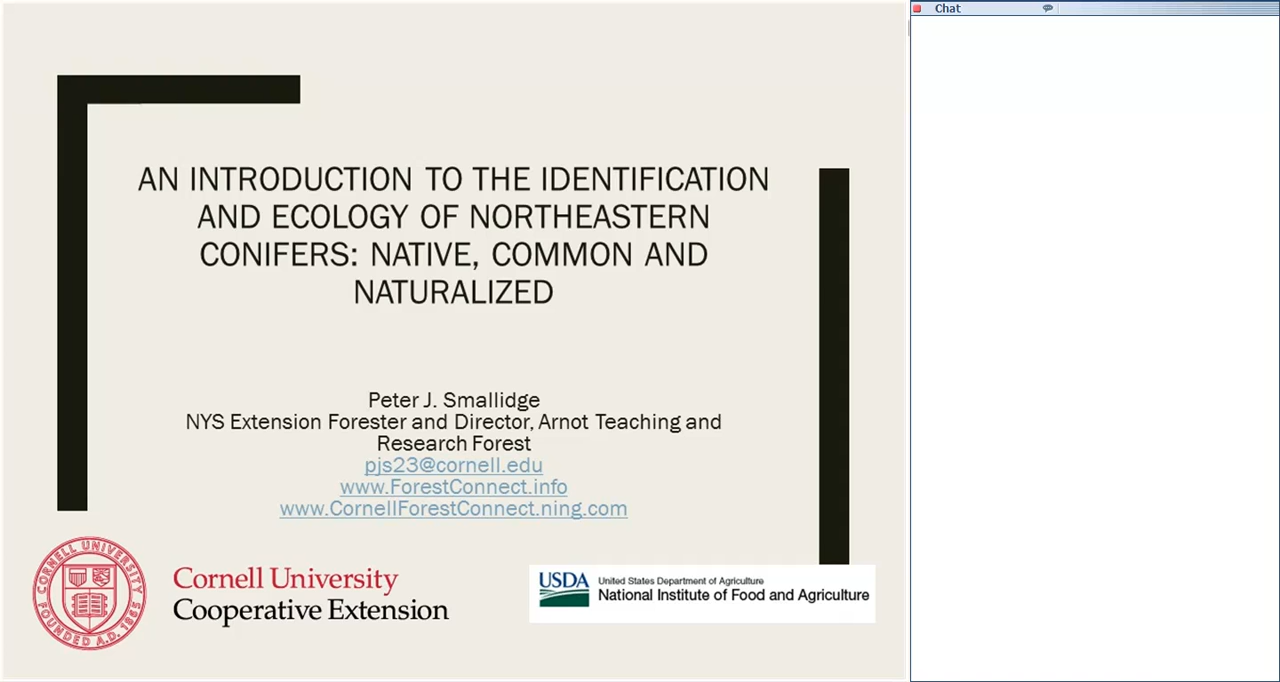 Chat
AN INTRODUCTION TO THE IDENTIFICATION
AND ECOLOGY OF NORTHEASTERN
CONIFERS: NATIVE, COMMON AND
NATURALIZED
Peter J. Smallidge
NYS Extension Forester and Director, Arnot Teaching and
Research Forest
pjs23@cornell.edu
www.ForestConnect.info
www.CornellForestConnect.ning.com
CORNELL UNIVERSITY
FOUNDED A.D. 1865
Cornell University
Cooperative Extension
USDA
United States Department of Agriculture
National Institute of Food and Agriculture